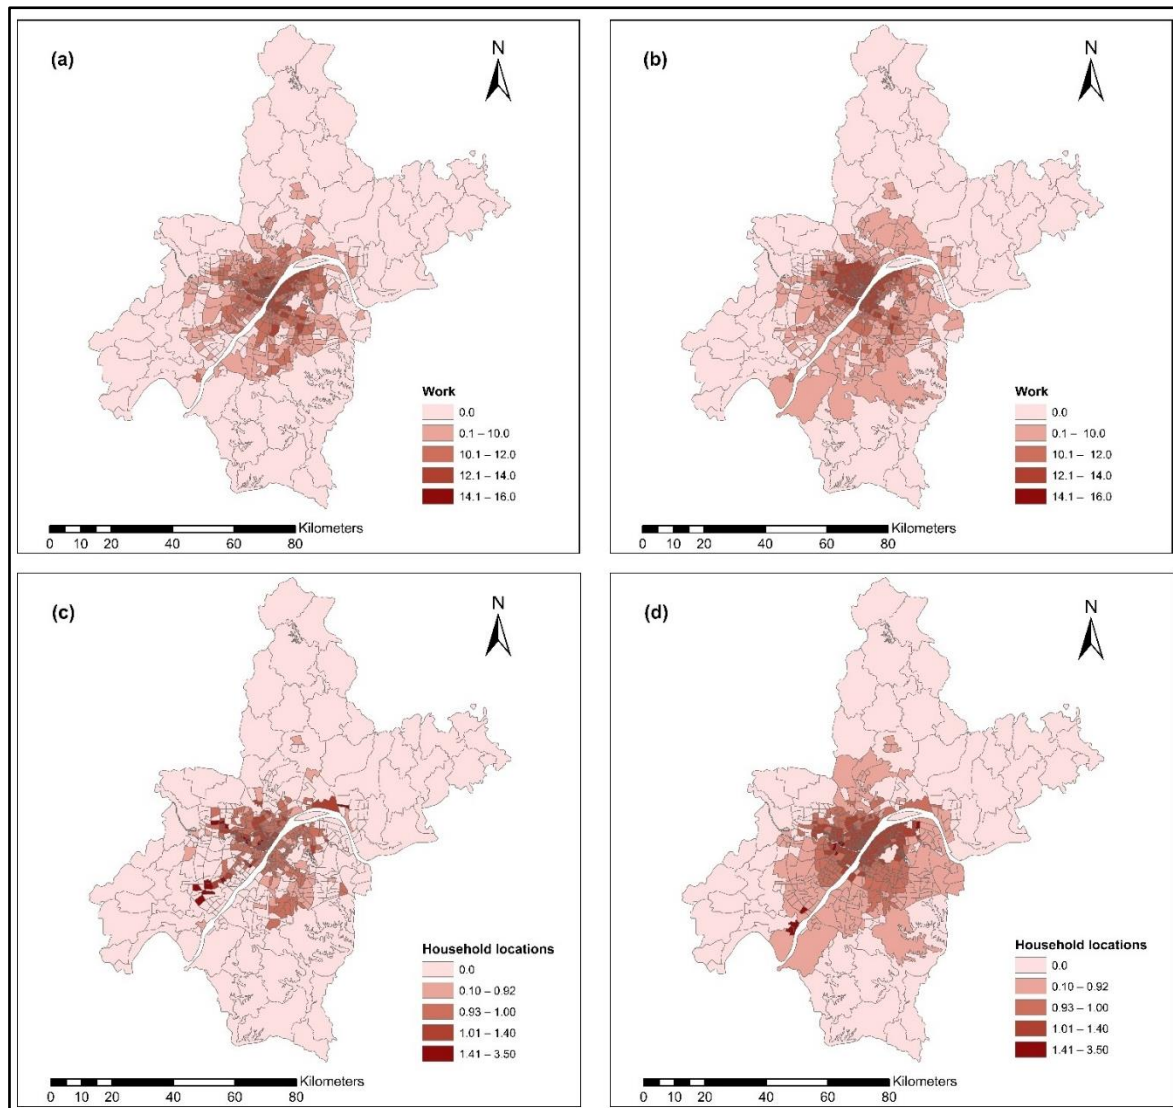 (a)
N
Work
0.0
0.1 – 10.0
10.1 – 12.0
12.1 – 14.0
14.1 – 16.0
Kilometers
0 10 20 40 60 80
(b)
N
Work
0.0
0.1 – 10.0
10.1 – 12.0
12.1 – 14.0
14.1 – 16.0
Kilometers
0 10 20 40 60 80
(c)
N
Household locations
0.0
0.10 – 0.92
0.93 – 1.00
1.01 – 1.40
1.41 – 3.50
Kilometers
0 10 20 40 60 80
(d)
N
Household locations
0.0
0.10 – 0.92
0.93 – 1.00
1.01 – 1.40
1.41 – 3.50
Kilometers
0 10 20 40 60 80